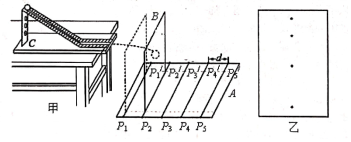 B
C
P₁' P₂' P₃' P₄' P₅'
d
A
P₁ P₂ P₃ P₄ P₅
甲
乙